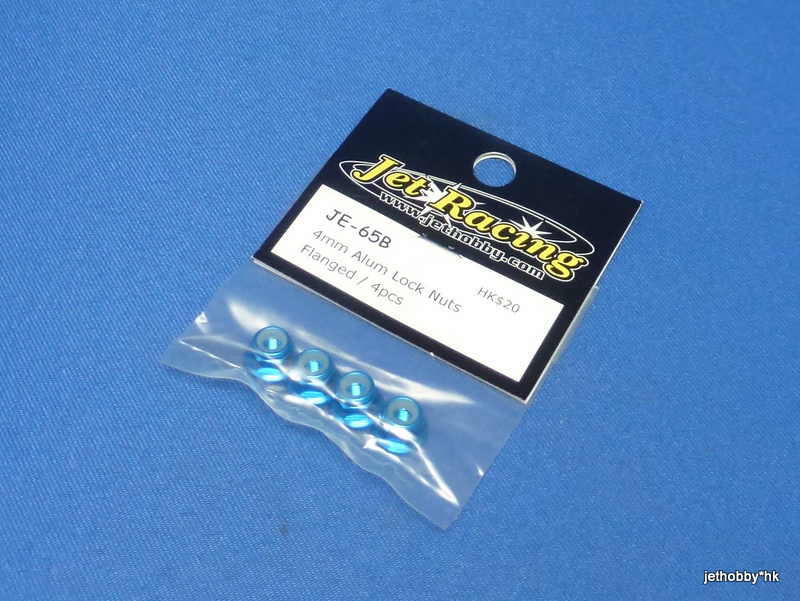 Jet Racing
www.jethobby.com
JE-65B
4mm Alum Lock Nuts
Flanged / 4pcs
HK$20
jethobby*hk